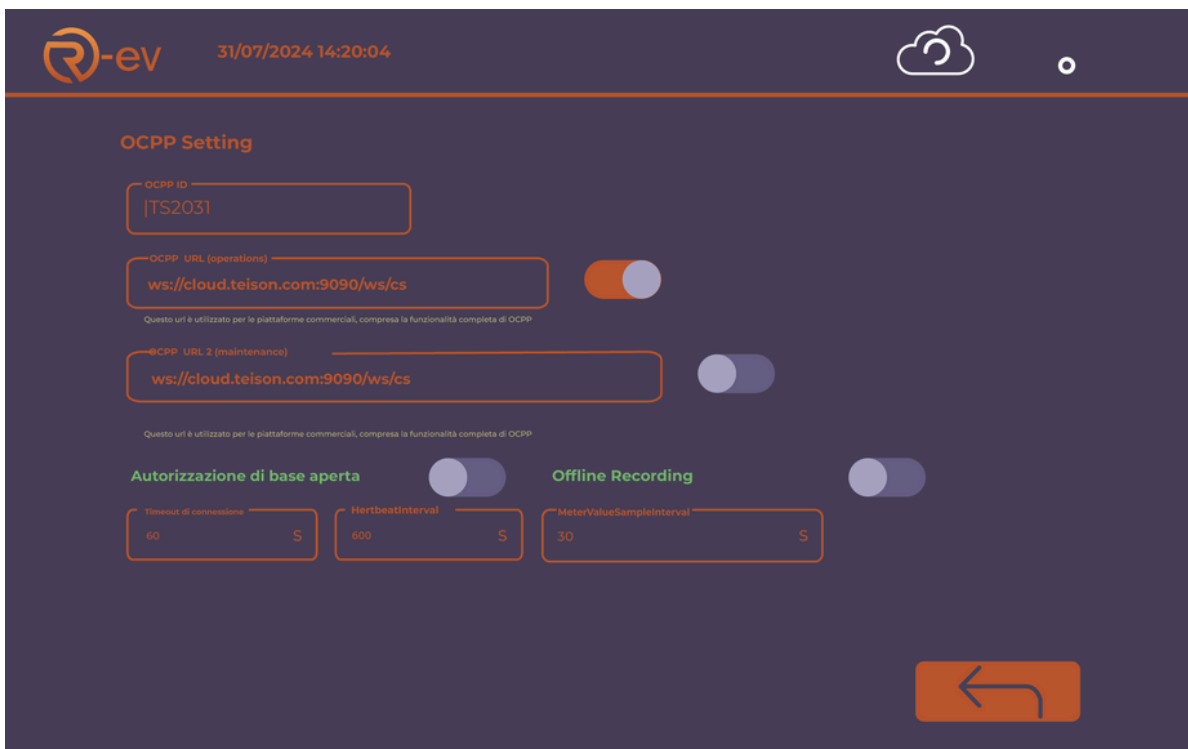 R-ev
31/07/2024 14:20:04
OCPP Setting
OCPP ID
|TS2031
OCPP URL (operations)
ws://cloud.teison.com:9090/ws/cs
Questo url è utilizzato per le piattaforme commerciali, compresa la funzionalità completa di OCPP
OCPP URL 2 (maintenance)
ws://cloud.teison.com:9090/ws/cs
Questo url è utilizzato per le piattaforme commerciali, compresa la funzionalità completa di OCPP
Autorizzazione di base aperta
Offline Recording
Timeout di connessione
60 S
HertbeatInterval
600 S
MeterValueSampleInterval
30 S